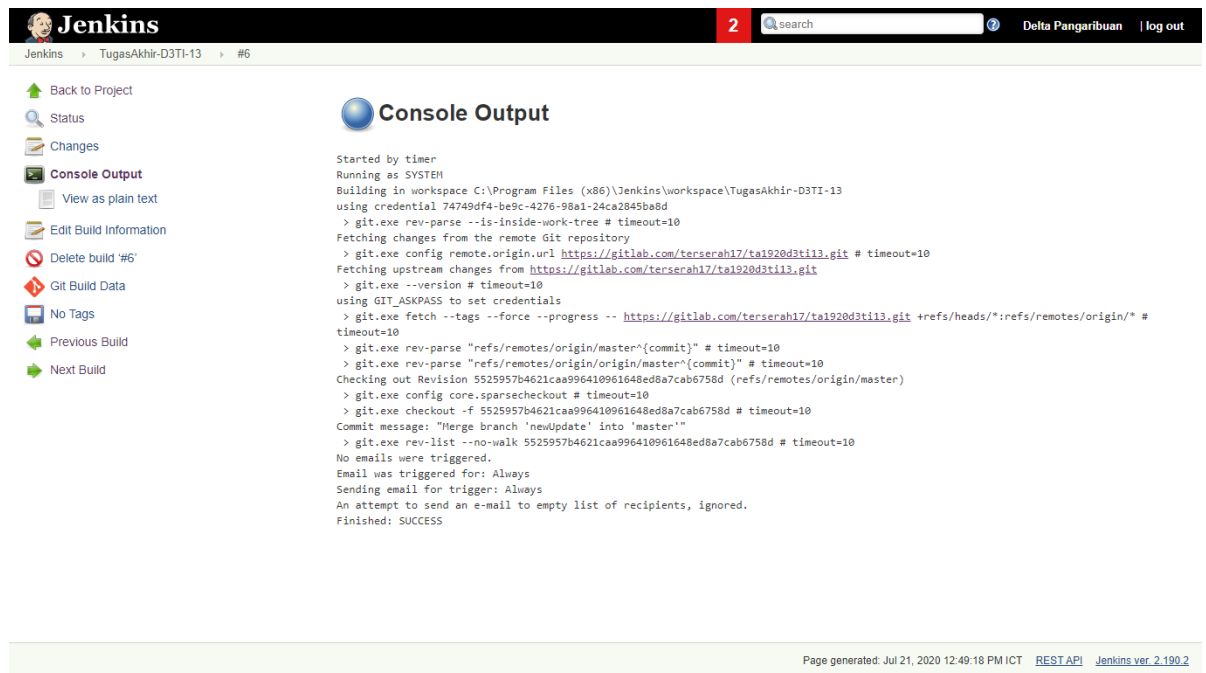 Jenkins
2
search
Delta Pangaribuan | log out
Jenkins
TugasAkhir-D3TI-13
#6
Back to Project
Status
Changes
Console Output
View as plain text
Edit Build Information
Delete build '#6'
Git Build Data
No Tags
Previous Build
Next Build
Console Output
Started by timer
Running as SYSTEM
Building in workspace C:\Program Files (x86)\Jenkins\workspace\TugasAkhir-D3TI-13
using credential 74749df4-be9c-4276-98a1-24ca2845ba8d
> git.exe rev-parse --is-inside-work-tree # timeout=10
Fetching changes from the remote Git repository
> git.exe config remote.origin.url https://gitlab.com/terserah17/ta1920d3ti13.git # timeout=10
Fetching upstream changes from https://gitlab.com/terserah17/ta1920d3ti13.git
> git.exe --version # timeout=10
using GIT_ASKPASS to set credentials
> git.exe fetch --tags --force --progress -- https://gitlab.com/terserah17/ta1920d3ti13.git +refs/heads/*:refs/remotes/origin/* #
timeout=10
> git.exe rev-parse "refs/remotes/origin/master^{commit}" # timeout=10
> git.exe rev-parse "refs/remotes/origin/origin/master^{commit}" # timeout=10
Checking out Revision 5525957b4621caa996410961648ed8a7cab6758d (refs/remotes/origin/master)
> git.exe config core.sparsecheckout # timeout=10
> git.exe checkout -f 5525957b4621caa996410961648ed8a7cab6758d # timeout=10
Commit message: "Merge branch 'newUpdate' into 'master'"
> git.exe rev-list --no-walk 5525957b4621caa996410961648ed8a7cab6758d # timeout=10
No emails were triggered.
Email was triggered for: Always
Sending email for trigger: Always
An attempt to send an e-mail to empty list of recipients, ignored.
Finished: SUCCESS
Page generated: Jul 21, 2020 12:49:18 PM ICT REST API Jenkins ver. 2.190.2